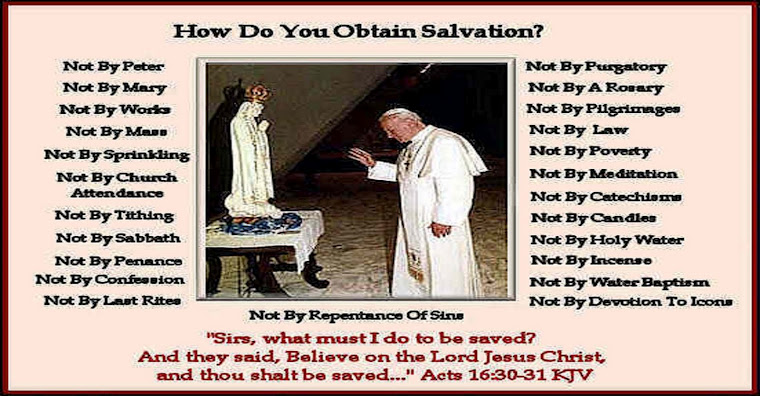 How Do You Obtain Salvation?
Not By Peter
Not By Mary
Not By Works
Not By Mass
Not By Sprinkling
Not By Church
Attendance
Not By Tithing
Not By Sabbath
Not By Penance
Not By Confession
Not By Last Rites
Not By Purgatory
Not By A Rosary
Not By Pilgrimages
Not By Law
Not By Poverty
Not By Meditation
Not By Catechisms
Not By Candles
Not By Holy Water
Not By Incense
Not By Water Baptism
Not By Devotion To Icons
Not By Repentance Of Sins
"Sirs, what must I do to be saved?
And they said, Believe on the Lord Jesus Christ,
and thou shalt be saved..." Acts 16:30-31 KJV